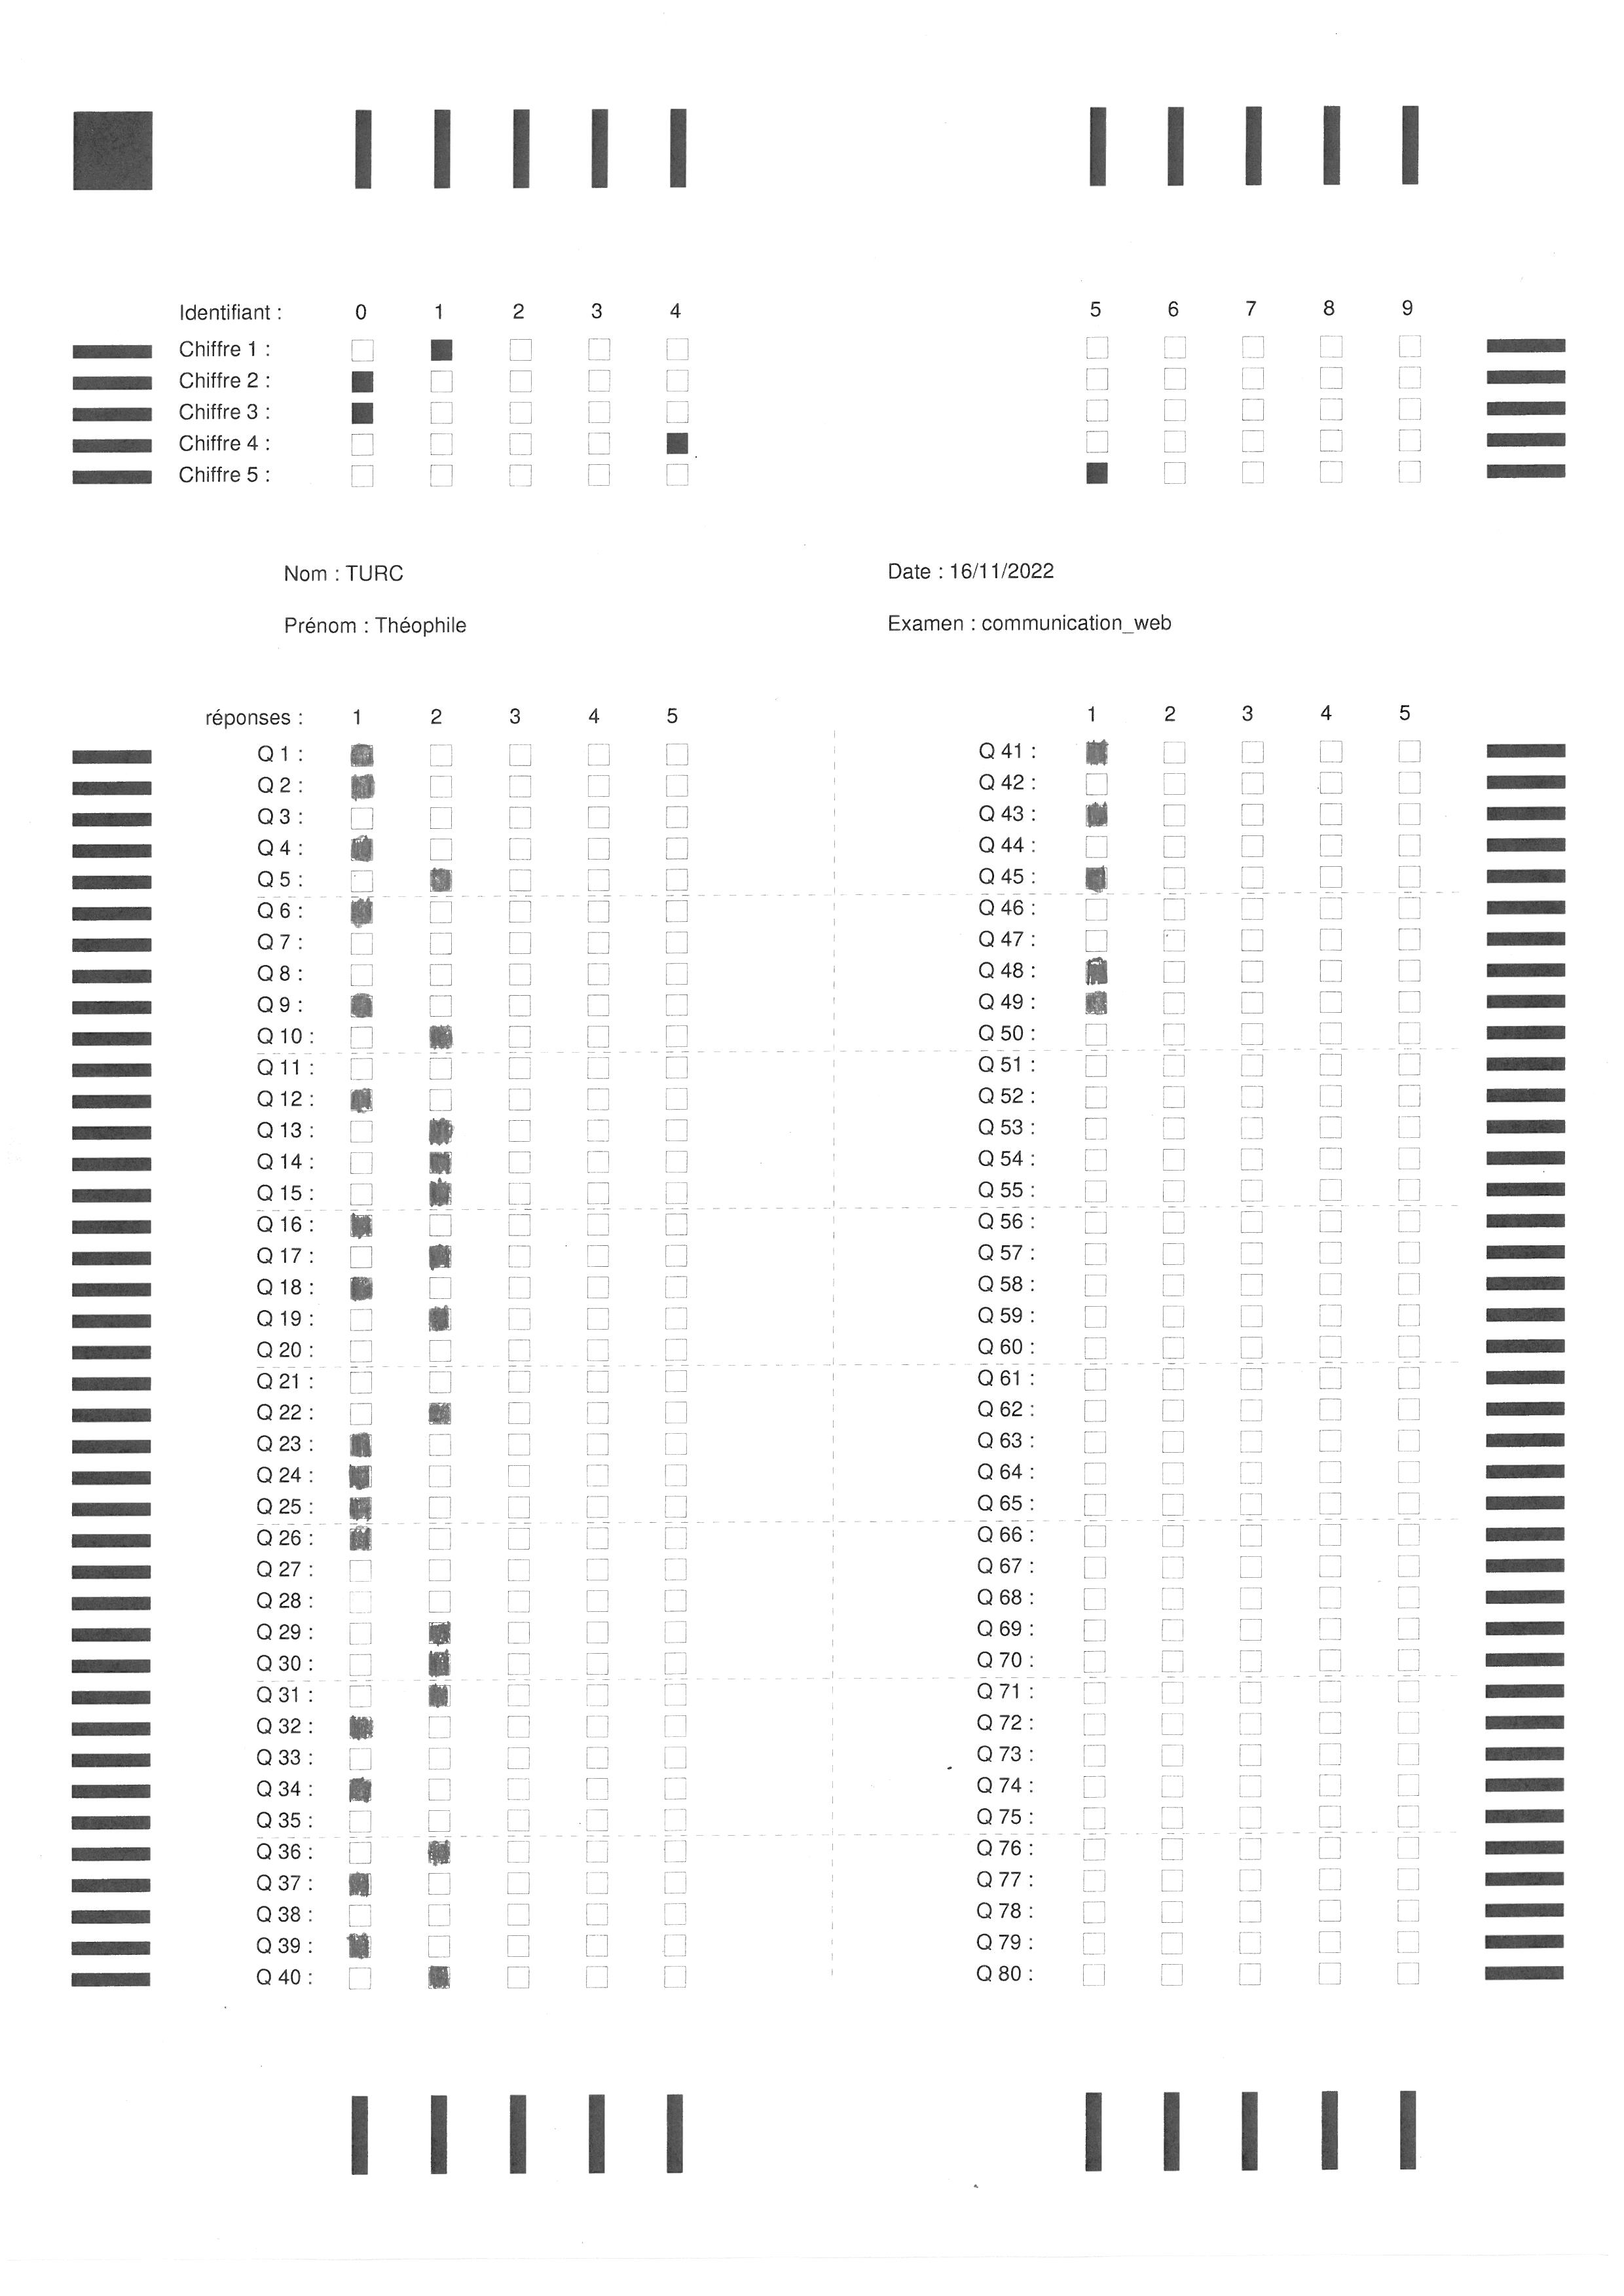 Identifiant : 0 1 2 3 4 5 6 7 8 9
Chiffre 1 :
Chiffre 2 :
Chiffre 3 :
Chiffre 4 :
Chiffre 5 :
Nom : TURC Date : 16/11/2022
Prénom : Théophile Examen : communication_web
réponses : 1 2 3 4 5 1 2 3 4 5
Q 1 : Q 41 :
Q 2 : Q 42 :
Q 3 : Q 43 :
Q 4 : Q 44 :
Q 5 : Q 45 :
Q 6 : Q 46 :
Q 7 : Q 47 :
Q 8 : Q 48 :
Q 9 : Q 49 :
Q 10 : Q 50 :
Q 11 : Q 51 :
Q 12 : Q 52 :
Q 13 : Q 53 :
Q 14 : Q 54 :
Q 15 : Q 55 :
Q 16 : Q 56 :
Q 17 : Q 57 :
Q 18 : Q 58 :
Q 19 : Q 59 :
Q 20 : Q 60 :
Q 21 : Q 61 :
Q 22 : Q 62 :
Q 23 : Q 63 :
Q 24 : Q 64 :
Q 25 : Q 65 :
Q 26 : Q 66 :
Q 27 : Q 67 :
Q 28 : Q 68 :
Q 29 : Q 69 :
Q 30 : Q 70 :
Q 31 : Q 71 :
Q 32 : Q 72 :
Q 33 : Q 73 :
Q 34 : Q 74 :
Q 35 : Q 75 :
Q 36 : Q 76 :
Q 37 : Q 77 :
Q 38 : Q 78 :
Q 39 : Q 79 :
Q 40 : Q 80 :